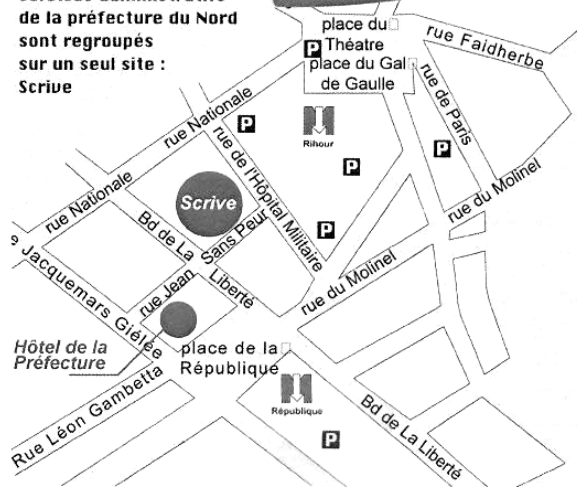 de la préfecture du Nord
sont regroupés
sur un seul site :
Scrive
place du
Théatre
place du Gal
de Gaulle
rue Faidherbe
rue de Paris
P
rue Nationale
P
Rihour
P
P
rue de l'Hôpital Militaire
rue du Molinel
rue Nationale
Scrive
P
Bd de La
Liberté
rue Jean Sans Peur
rue du Molinel
Jacquemars Giélée
Hôtel de la
Préfecture
place de la
République
Rue Léon Gambetta
République
Bd de La Liberté
P